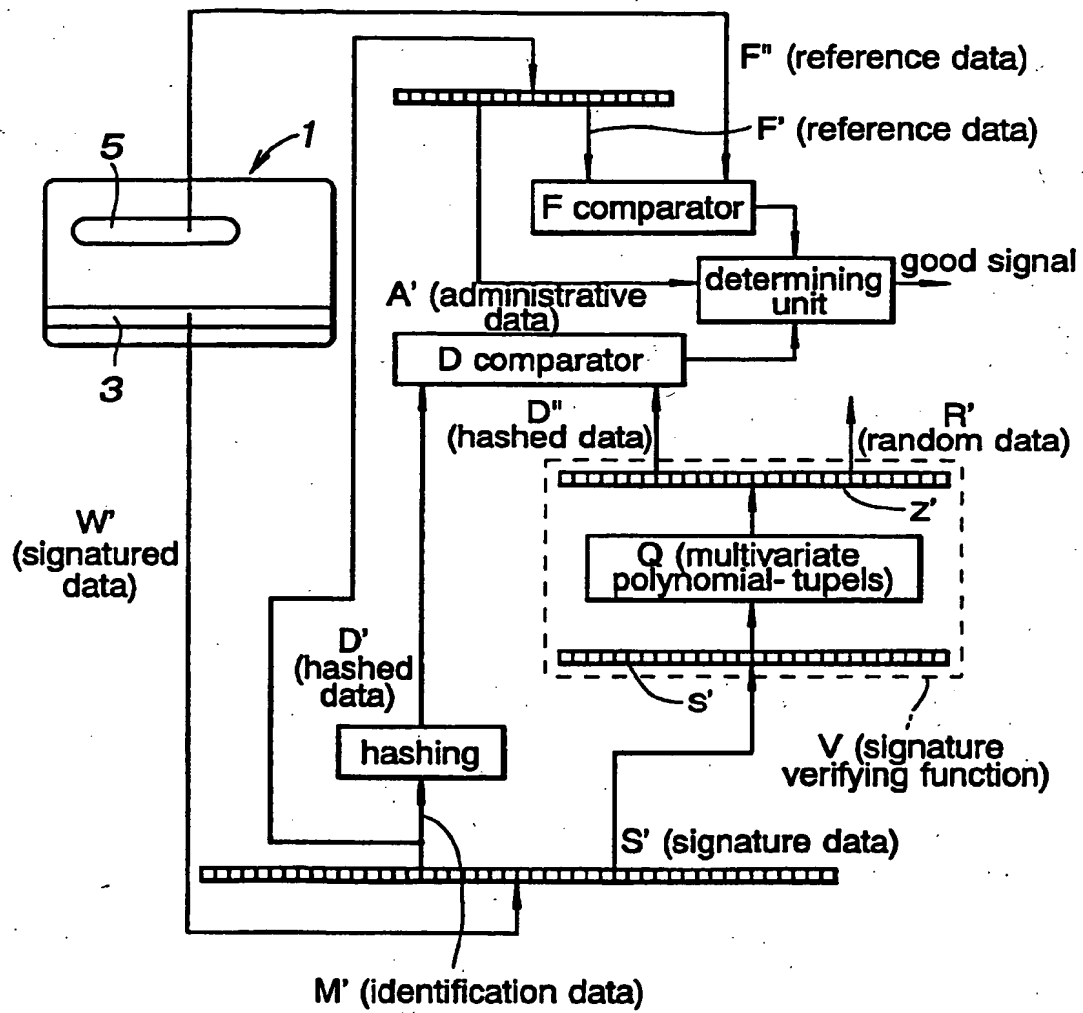 F" (reference data)
1
5
F' (reference data)
F comparator
good signal
determining
unit
A' (administrative
data)
3
D comparator
D"
(hashed data)
R'
(random data)
z'
W'
(signatured
data)
Q (multivariate
polynomial- tupels)
D'
(hashed
data)
s'
hashing
V (signature
verifying function)
S' (signature data)
M' (identification data)